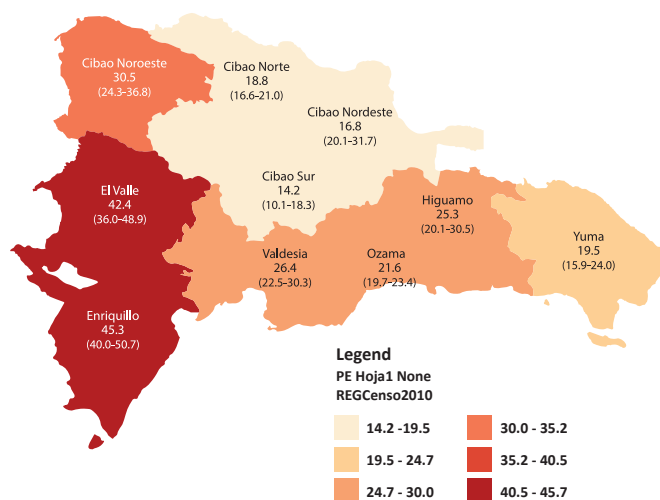 Cibao Noroeste
30.5
(24.3–36.8)
Cibao Norte
18.8
(16.6–21.0)
Cibao Nordeste
16.8
(20.1–31.7)
Cibao Sur
14.2
(10.1–18.3)
El Valle
42.4
(36.0–48.9)
Higuamo
25.3
(20.1–30.5)
Yuma
19.5
(15.9–24.0)
Valdesia
26.4
(22.5–30.3)
Ozama
21.6
(19.7–23.4)
Enriquillo
45.3
(40.0–50.7)
Legend
PE Hoja1 None
REGCenso2010
14.2 -19.5
19.5 - 24.7
24.7 - 30.0
30.0 - 35.2
35.2 - 40.5
40.5 - 45.7